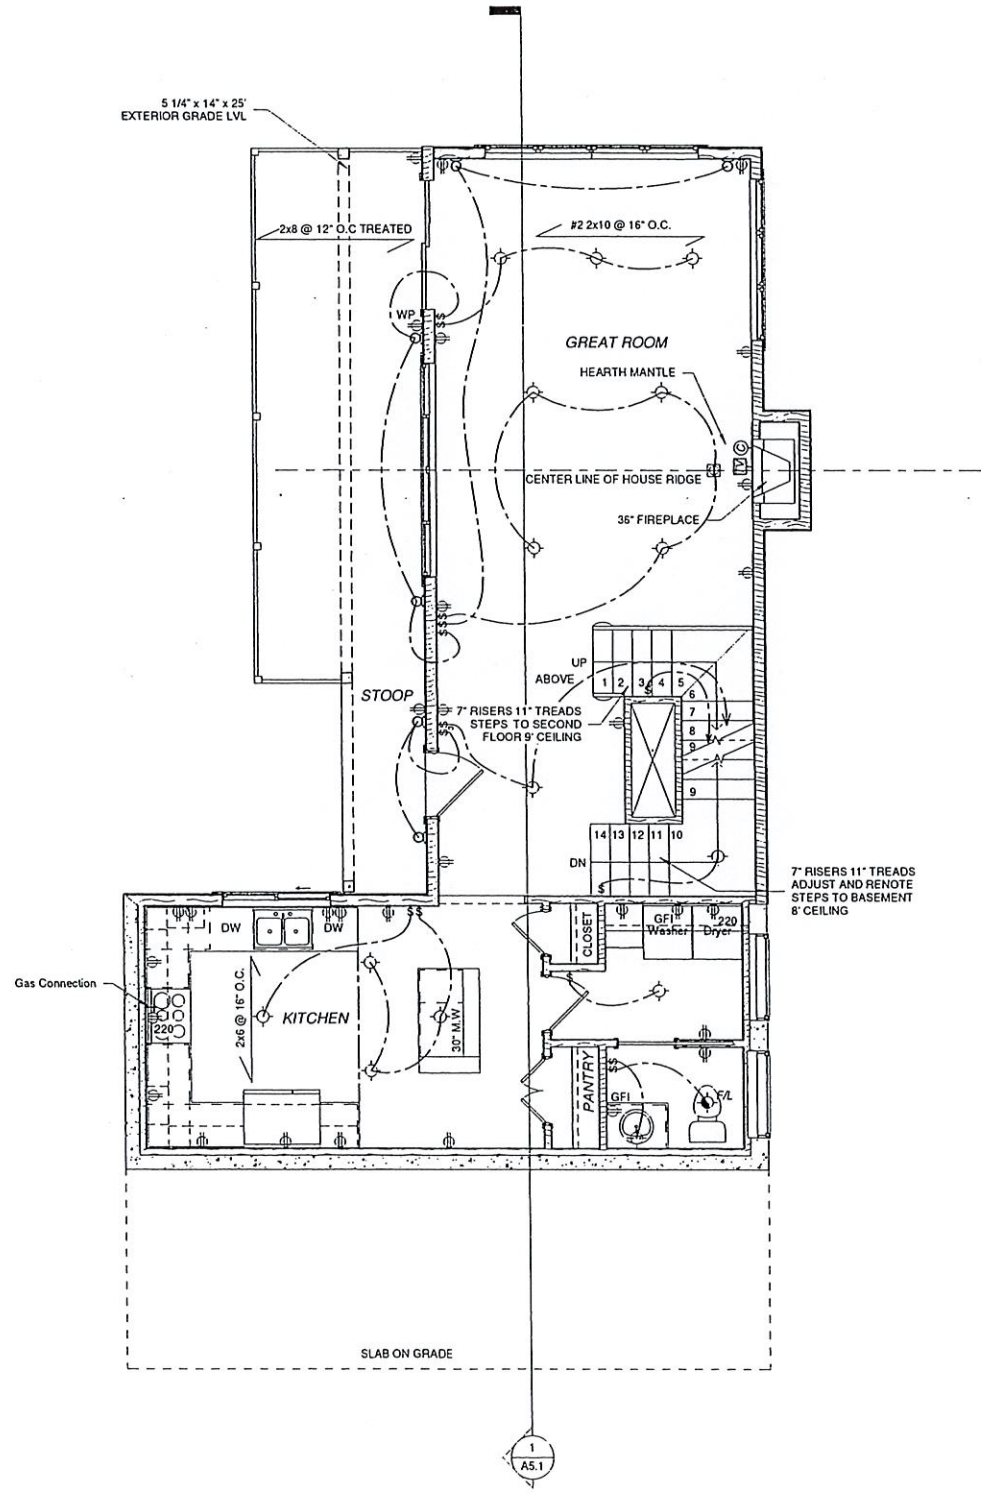 5 1/4" x 14" x 25'
EXTERIOR GRADE LVL
2x8 @ 12" O.C TREATED
#2 2x10 @ 16" O.C.
WP
$
$
GREAT ROOM
HEARTH MANTLE
C
TV
CENTER LINE OF HOUSE RIDGE
36" FIREPLACE
$
$
$
UP
ABOVE
1 2 3 4 5
$
6
7
8
9
9
STOOP
7" RISERS 11" TREADS
STEPS TO SECOND
FLOOR 9' CEILING
$$
14 13 12 11 10
DN
$
7" RISERS 11" TREADS
ADJUST AND RENOTE
STEPS TO BASEMENT
8' CEILING
DW
DW
$$
CLOSET
GFI
Washer
220
Dryer
Gas Connection
220
2x6 @ 16" O.C.
KITCHEN
30" M.W
$
PANTRY
$$
GFI
F/L
SLAB ON GRADE
1
A5.1